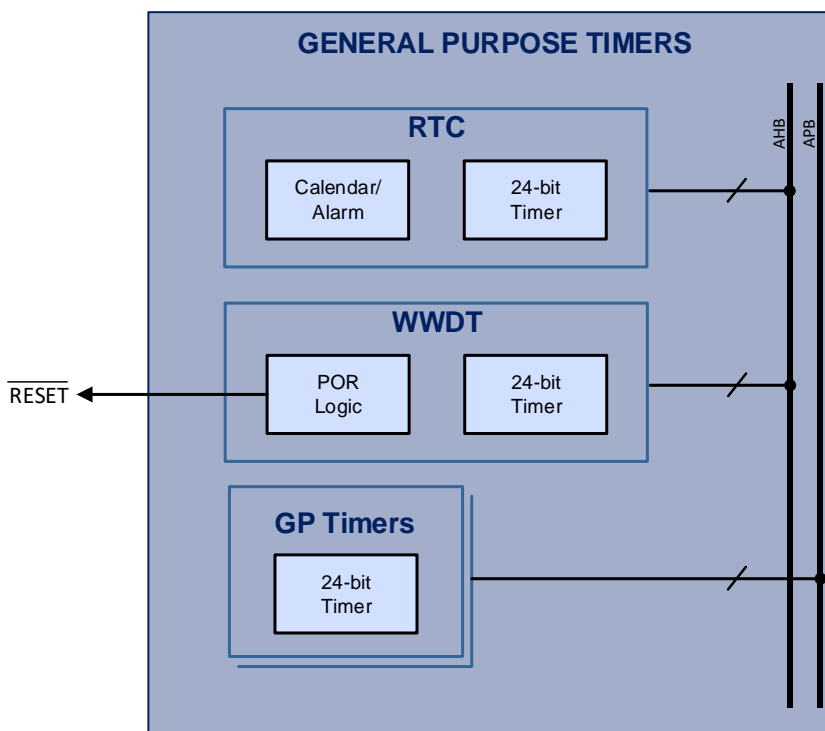 GENERAL PURPOSE TIMERS
AHB
APB
RTC
Calendar/
Alarm
24-bit
Timer
WWDT
RESET
POR
Logic
24-bit
Timer
GP Timers
24-bit
Timer